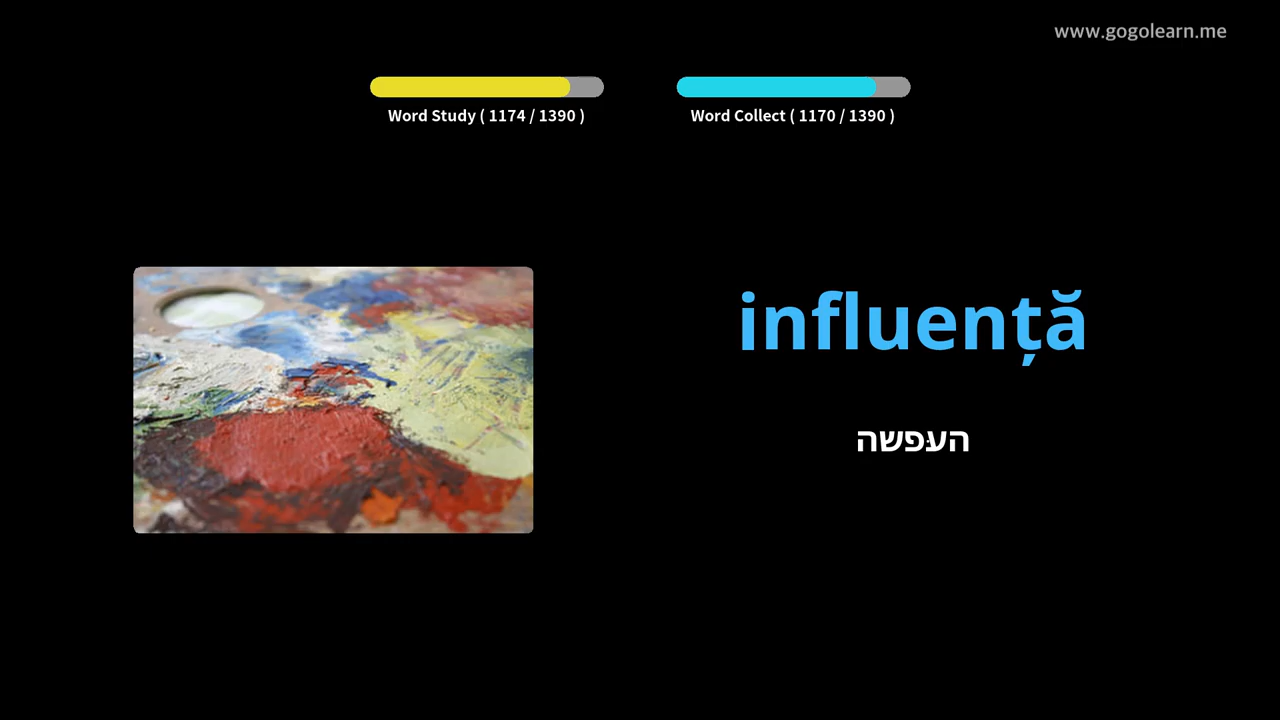 www.gogolearn.me
Word Study ( 1174 / 1390 )
Word Collect ( 1170 / 1390 )
influență
העפשה